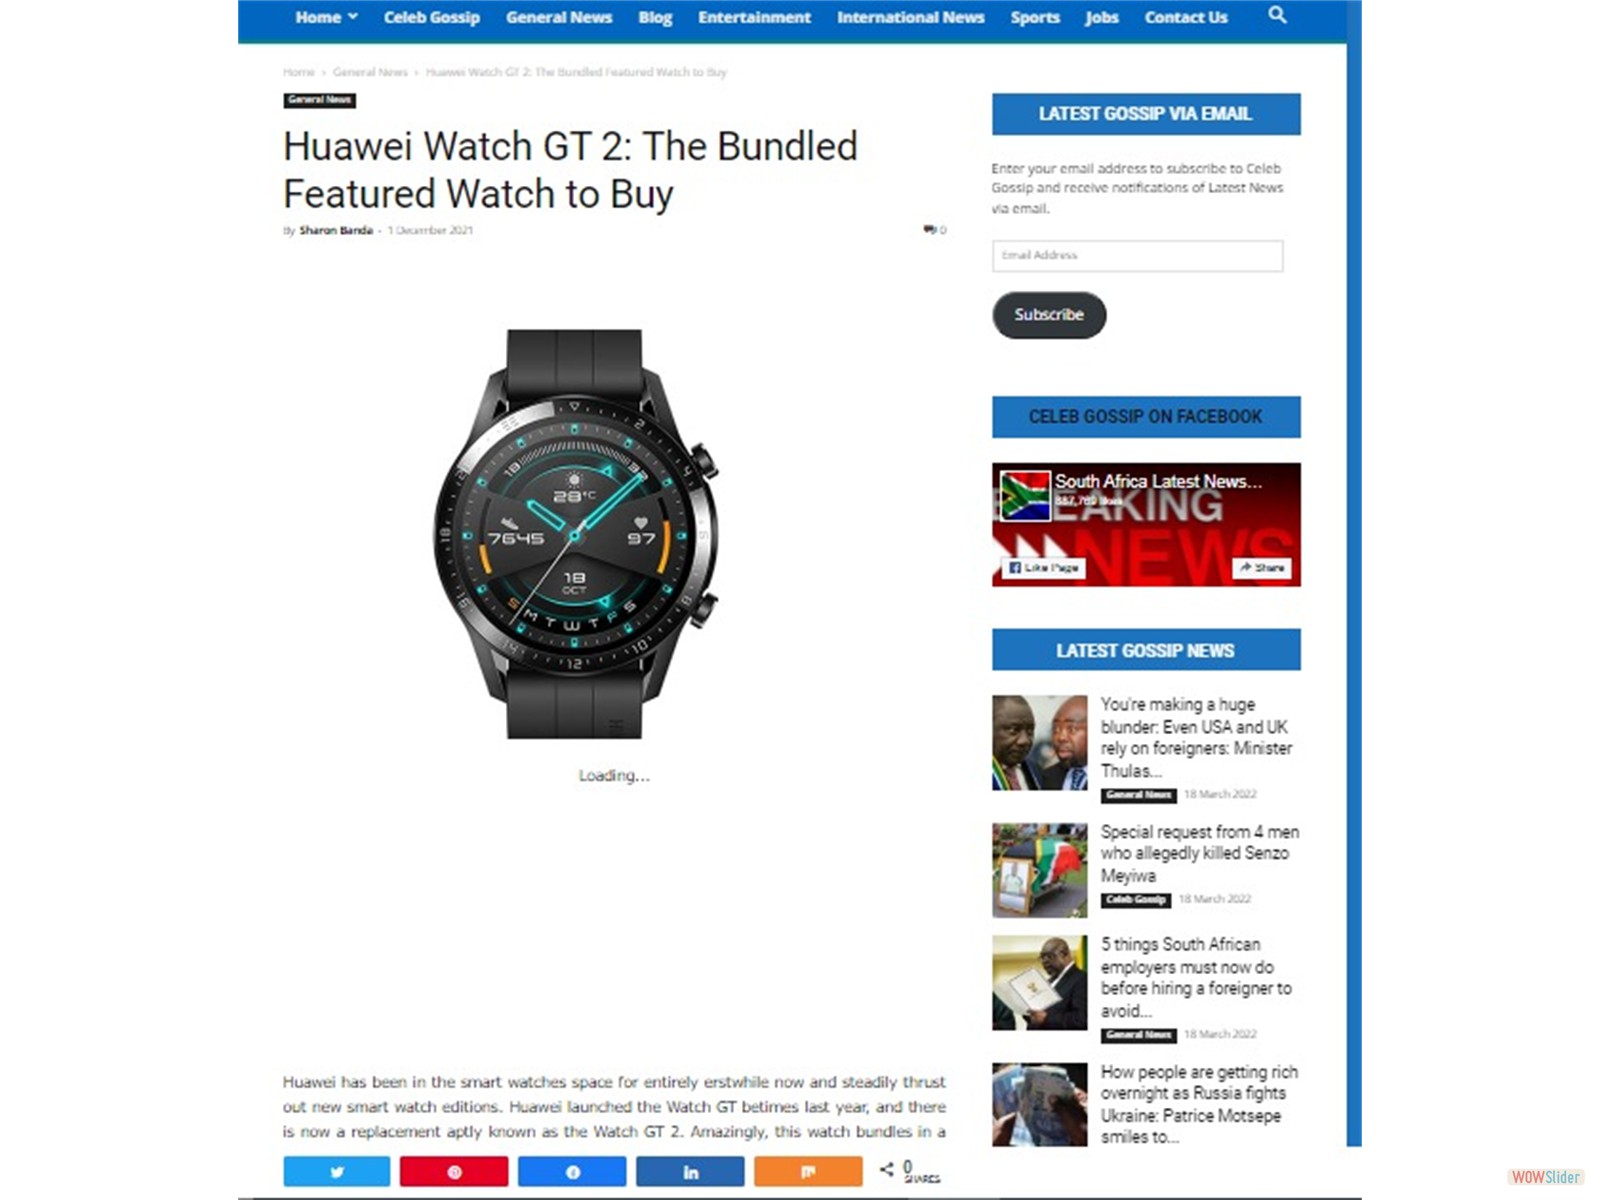 Home Celeb Gossip General News Blog Entertainment International News Sports Jobs Contact Us
Home › General News › Huawei Watch GT 2: The Bundled Featured Watch to Buy
General News
Huawei Watch GT 2: The Bundled
Featured Watch to Buy
By Sharon Banda - 1 December 2021
0
28°C
7645
97
18
OCT
S M T W T F S
Loading...
Huawei has been in the smart watches space for entirely erstwhile now and steadily thrust
out new smart watch editions. Huawei launched the Watch GT betimes last year, and there
is now a replacement aptly known as the Watch GT 2. Amazingly, this watch bundles in a
0
SHARES
LATEST GOSSIP VIA EMAIL
Enter your email address to subscribe to Celeb
Gossip and receive notifications of Latest News
via email.
Email Address
Subscribe
CELEB GOSSIP ON FACEBOOK
South Africa Latest News...
likes
BREAKING
NEWS
Like Page
Share
LATEST GOSSIP NEWS
You're making a huge
blunder: Even USA and UK
rely on foreigners: Minister
Thulas...
General News 18 March 2022
Special request from 4 men
who allegedly killed Senzo
Meyiwa
Celeb Gossip 18 March 2022
5 things South African
employers must now do
before hiring a foreigner to
avoid...
General News 18 March 2022
How people are getting rich
overnight as Russia fights
Ukraine: Patrice Motsepe
smiles to...
WOWSlider